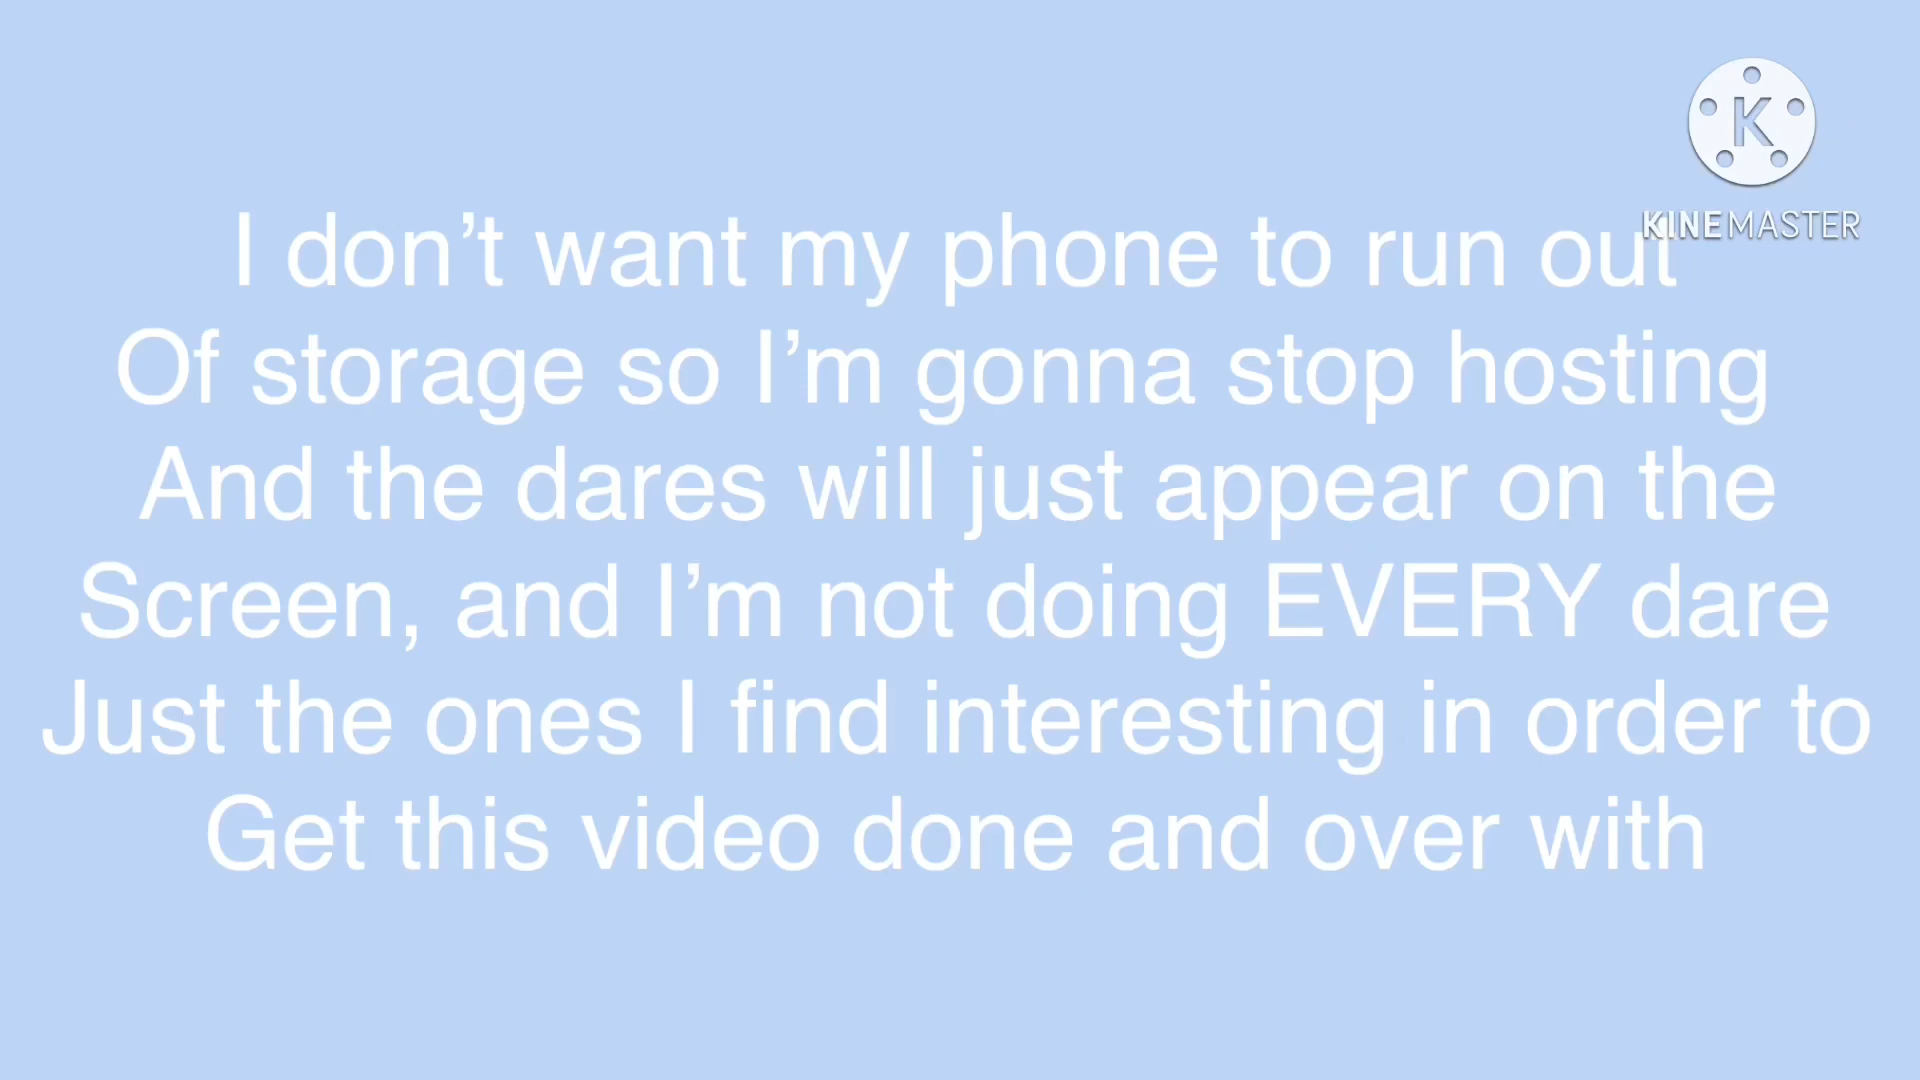 K
KINEMASTER
I don’t want my phone to run out
Of storage so I’m gonna stop hosting
And the dares will just appear on the
Screen, and I’m not doing EVERY dare
Just the ones I find interesting in order to
Get this video done and over with